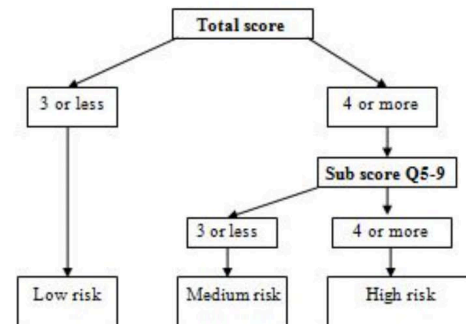 Total score
3 or less
4 or more
Sub score Q5-9
3 or less
4 or more
Low risk
Medium risk
High risk